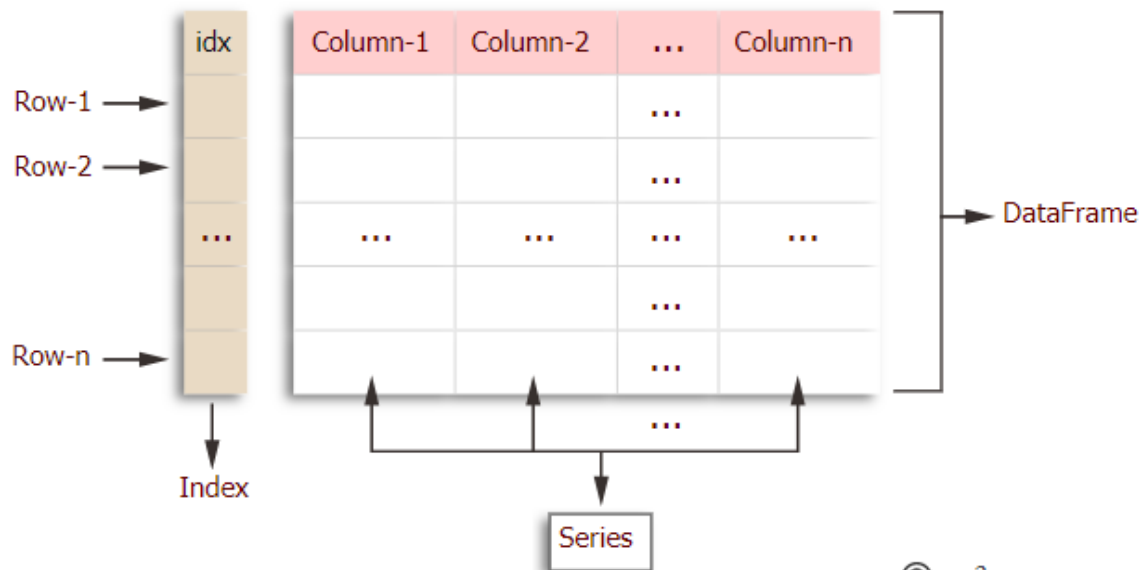 idx Column-1 Column-2 ... Column-n
Row-1 ...
Row-2 ...
... ... ... ... ...
DataFrame
...
Row-n ...
...
Index
Series